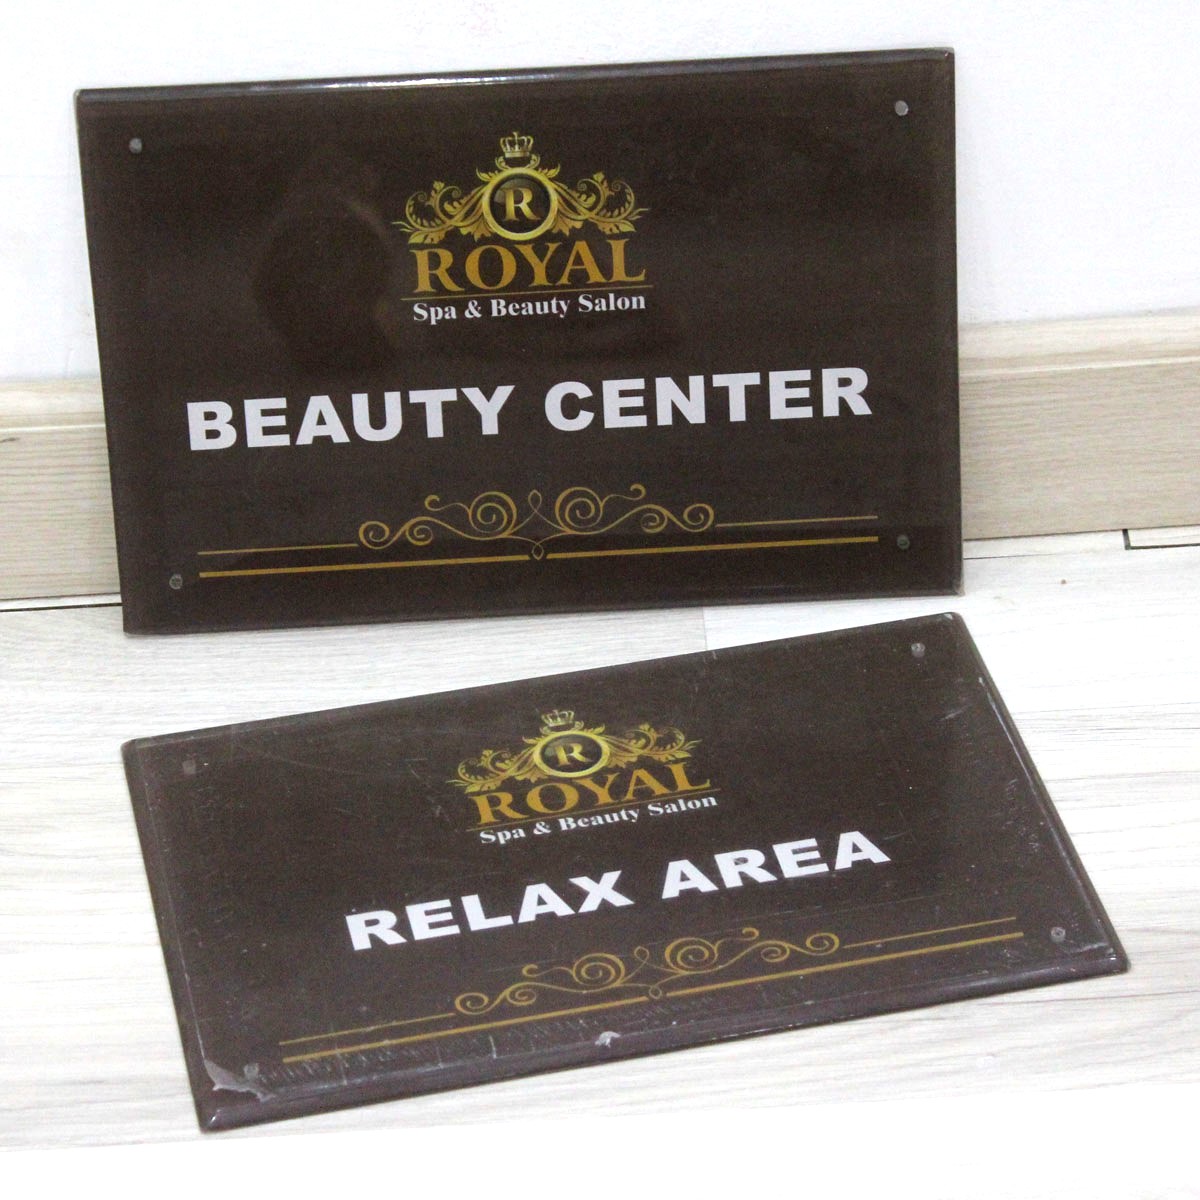 R
ROYAL
Spa & Beauty Salon
BEAUTY CENTER
R
ROYAL
Spa & Beauty Salon
RELAX AREA